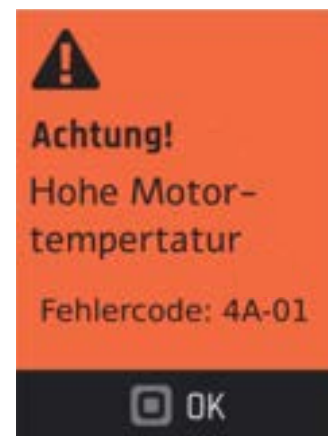 Achtung!
Hohe Motor-
tempertatur
Fehlercode: 4A-01
OK